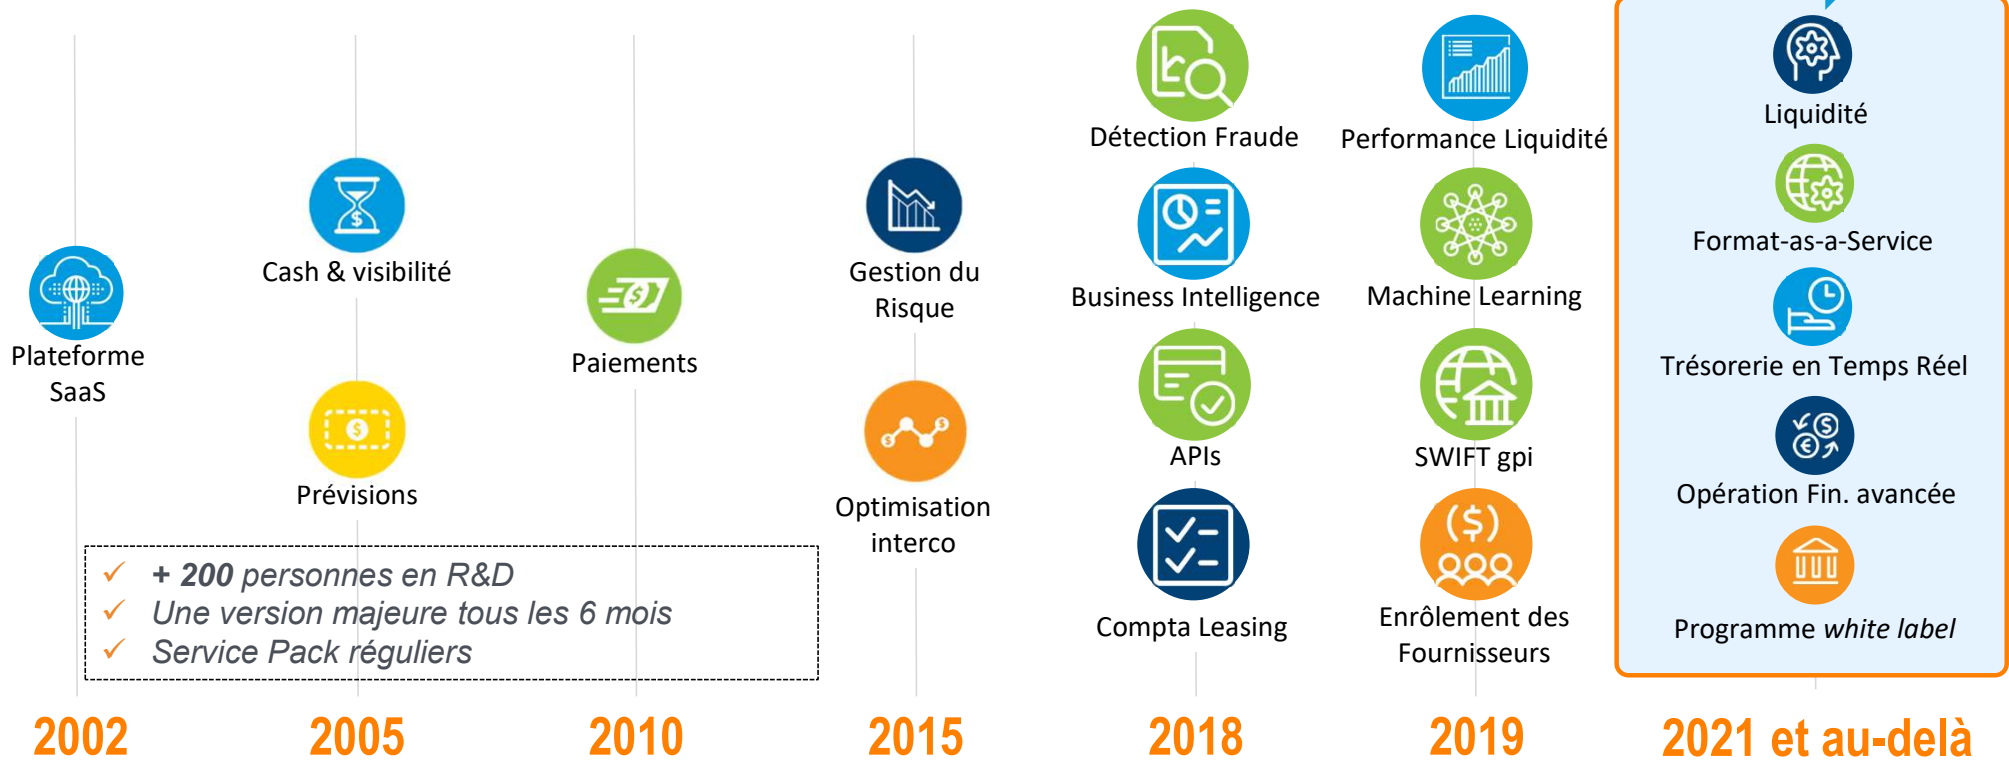 Plateforme
SaaS
Cash & visibilité
Prévisions
Paiements
Gestion du
Risque
Optimisation
interco
Détection Fraude
Business Intelligence
APIs
Compta Leasing
Performance Liquidité
Machine Learning
SWIFT gpi
Enrôlement des
Fournisseurs
Liquidité
Format-as-a-Service
Trésorerie en Temps Réel
Opération Fin. avancée
Programme white label
✓ + 200 personnes en R&D
✓ Une version majeure tous les 6 mois
✓ Service Pack réguliers
2002
2005
2010
2015
2018
2019
2021 et au-delà